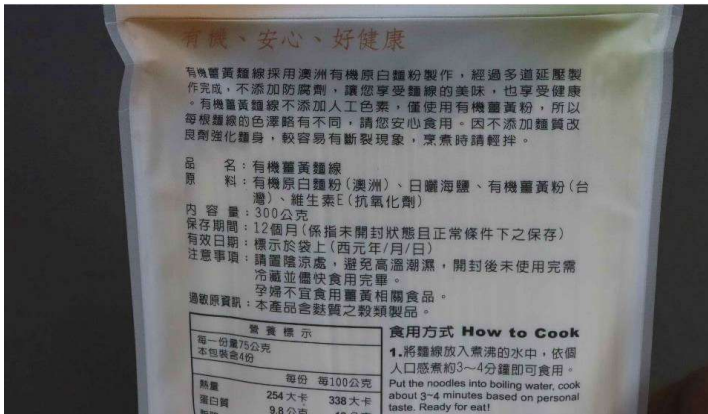 有機、安心、好健康
有機薑黃麵線採用澳洲有機原白麵粉製作，經過多道延壓製
作完成，不添加防腐劑，讓您享受麵線的美味，也享受健康
。有機薑黃麵線不添加人工色素，僅使用有機薑黃粉，所以
每根麵線的色澤略有不同，請您安心食用。因不添加麵質改
良劑強化麵身，較容易有斷裂現象，烹煮時請輕拌。
品　　名：有機薑黃麵線
原　　料：有機原白麵粉(澳洲)、日曬海鹽、有機薑黃粉(台
灣)、維生素E(抗氧化劑)
內 容 量：300公克
保存期間：12個月(係指未開封狀態且正常條件下之保存)
有效日期：標示於袋上(西元年/月/日)
注意事項：請置陰涼處，避免高溫潮濕，開封後未使用完需
冷藏並儘快食用完畢。
孕婦不宜食用薑黃相關食品。
過敏原資訊：本產品含麩質之穀類製品。
營養標示
每一份量75公克
本包裝含4份
每份 每100公克
熱量 254大卡 338大卡
蛋白質 9.8公克
食用方式 How to Cook
1.將麵線放入煮沸的水中，依個
人口感煮約3~4分鐘即可食用。
Put the noodles into boiling water, cook
about 3~4 minutes based on personal
taste. Ready for eat!